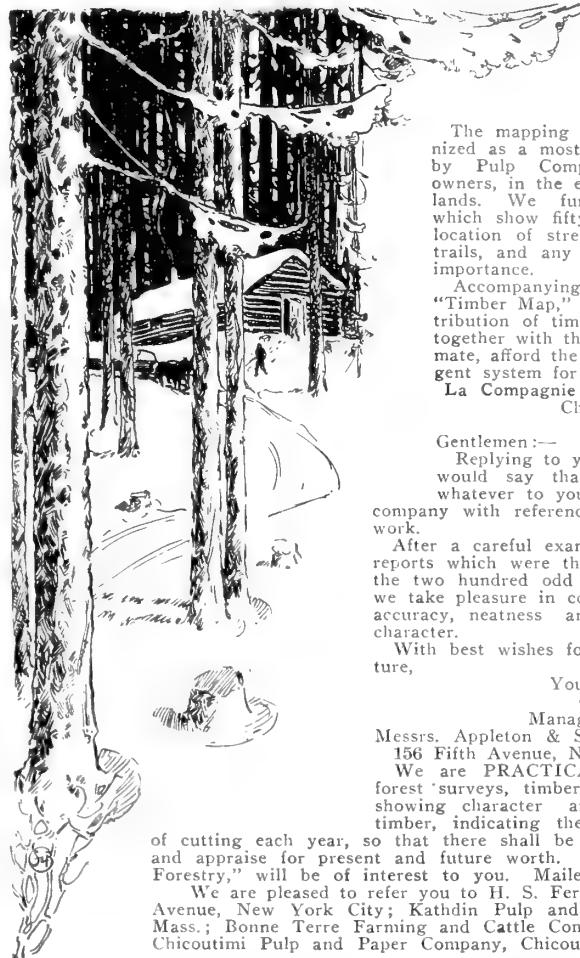 The mapping
nized as a most
by Pulp Comp
owners, in the e
lands. We fur
which show fifty
location of stre
trails, and any
importance.
Accompanying
"Timber Map,"
tribution of tim
together with th
mate, afford the
gent system for
La Compagnie
Ch
Gentlemen:—
Replying to y
would say tha
whatever to you
company with referenc
work.
After a careful exar
reports which were th
the two hundred odd
we take pleasure in co
accuracy, neatness an
character.
With best wishes fo
ture,
You
Manag
Messrs. Appleton & S
156 Fifth Avenue, N
We are PRACTICA
forest surveys, timber
showing character a
timber, indicating the
of cutting each year, so that there shall be
and appraise for present and future worth.
Forestry," will be of interest to you. Maile
We are pleased to refer you to H. S. Fer
Avenue, New York City; Kathdin Pulp and
Mass.; Bonne Terre Farming and Cattle Con
Chicoutimi Pulp and Paper Company, Chicou